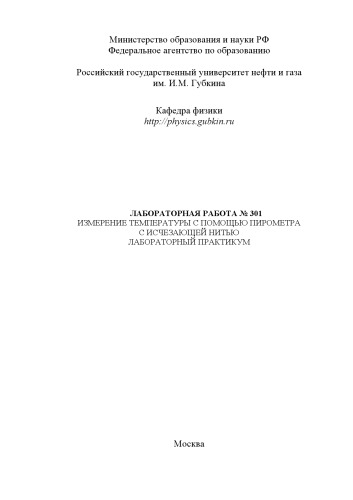 Министерство образования и науки РФ
Федеральное агентство по образованию
Российский государственный университет нефти и газа
им. И.М. Губкина
Кафедра физики
http://physics.gubkin.ru
ЛАБОРАТОРНАЯ РАБОТА № 301
ИЗМЕРЕНИЕ ТЕМПЕРАТУРЫ С ПОМОЩЬЮ ПИРОМЕТРА
С ИСЧЕЗАЮЩЕЙ НИТЬЮ
ЛАБОРАТОРНЫЙ ПРАКТИКУМ
Москва